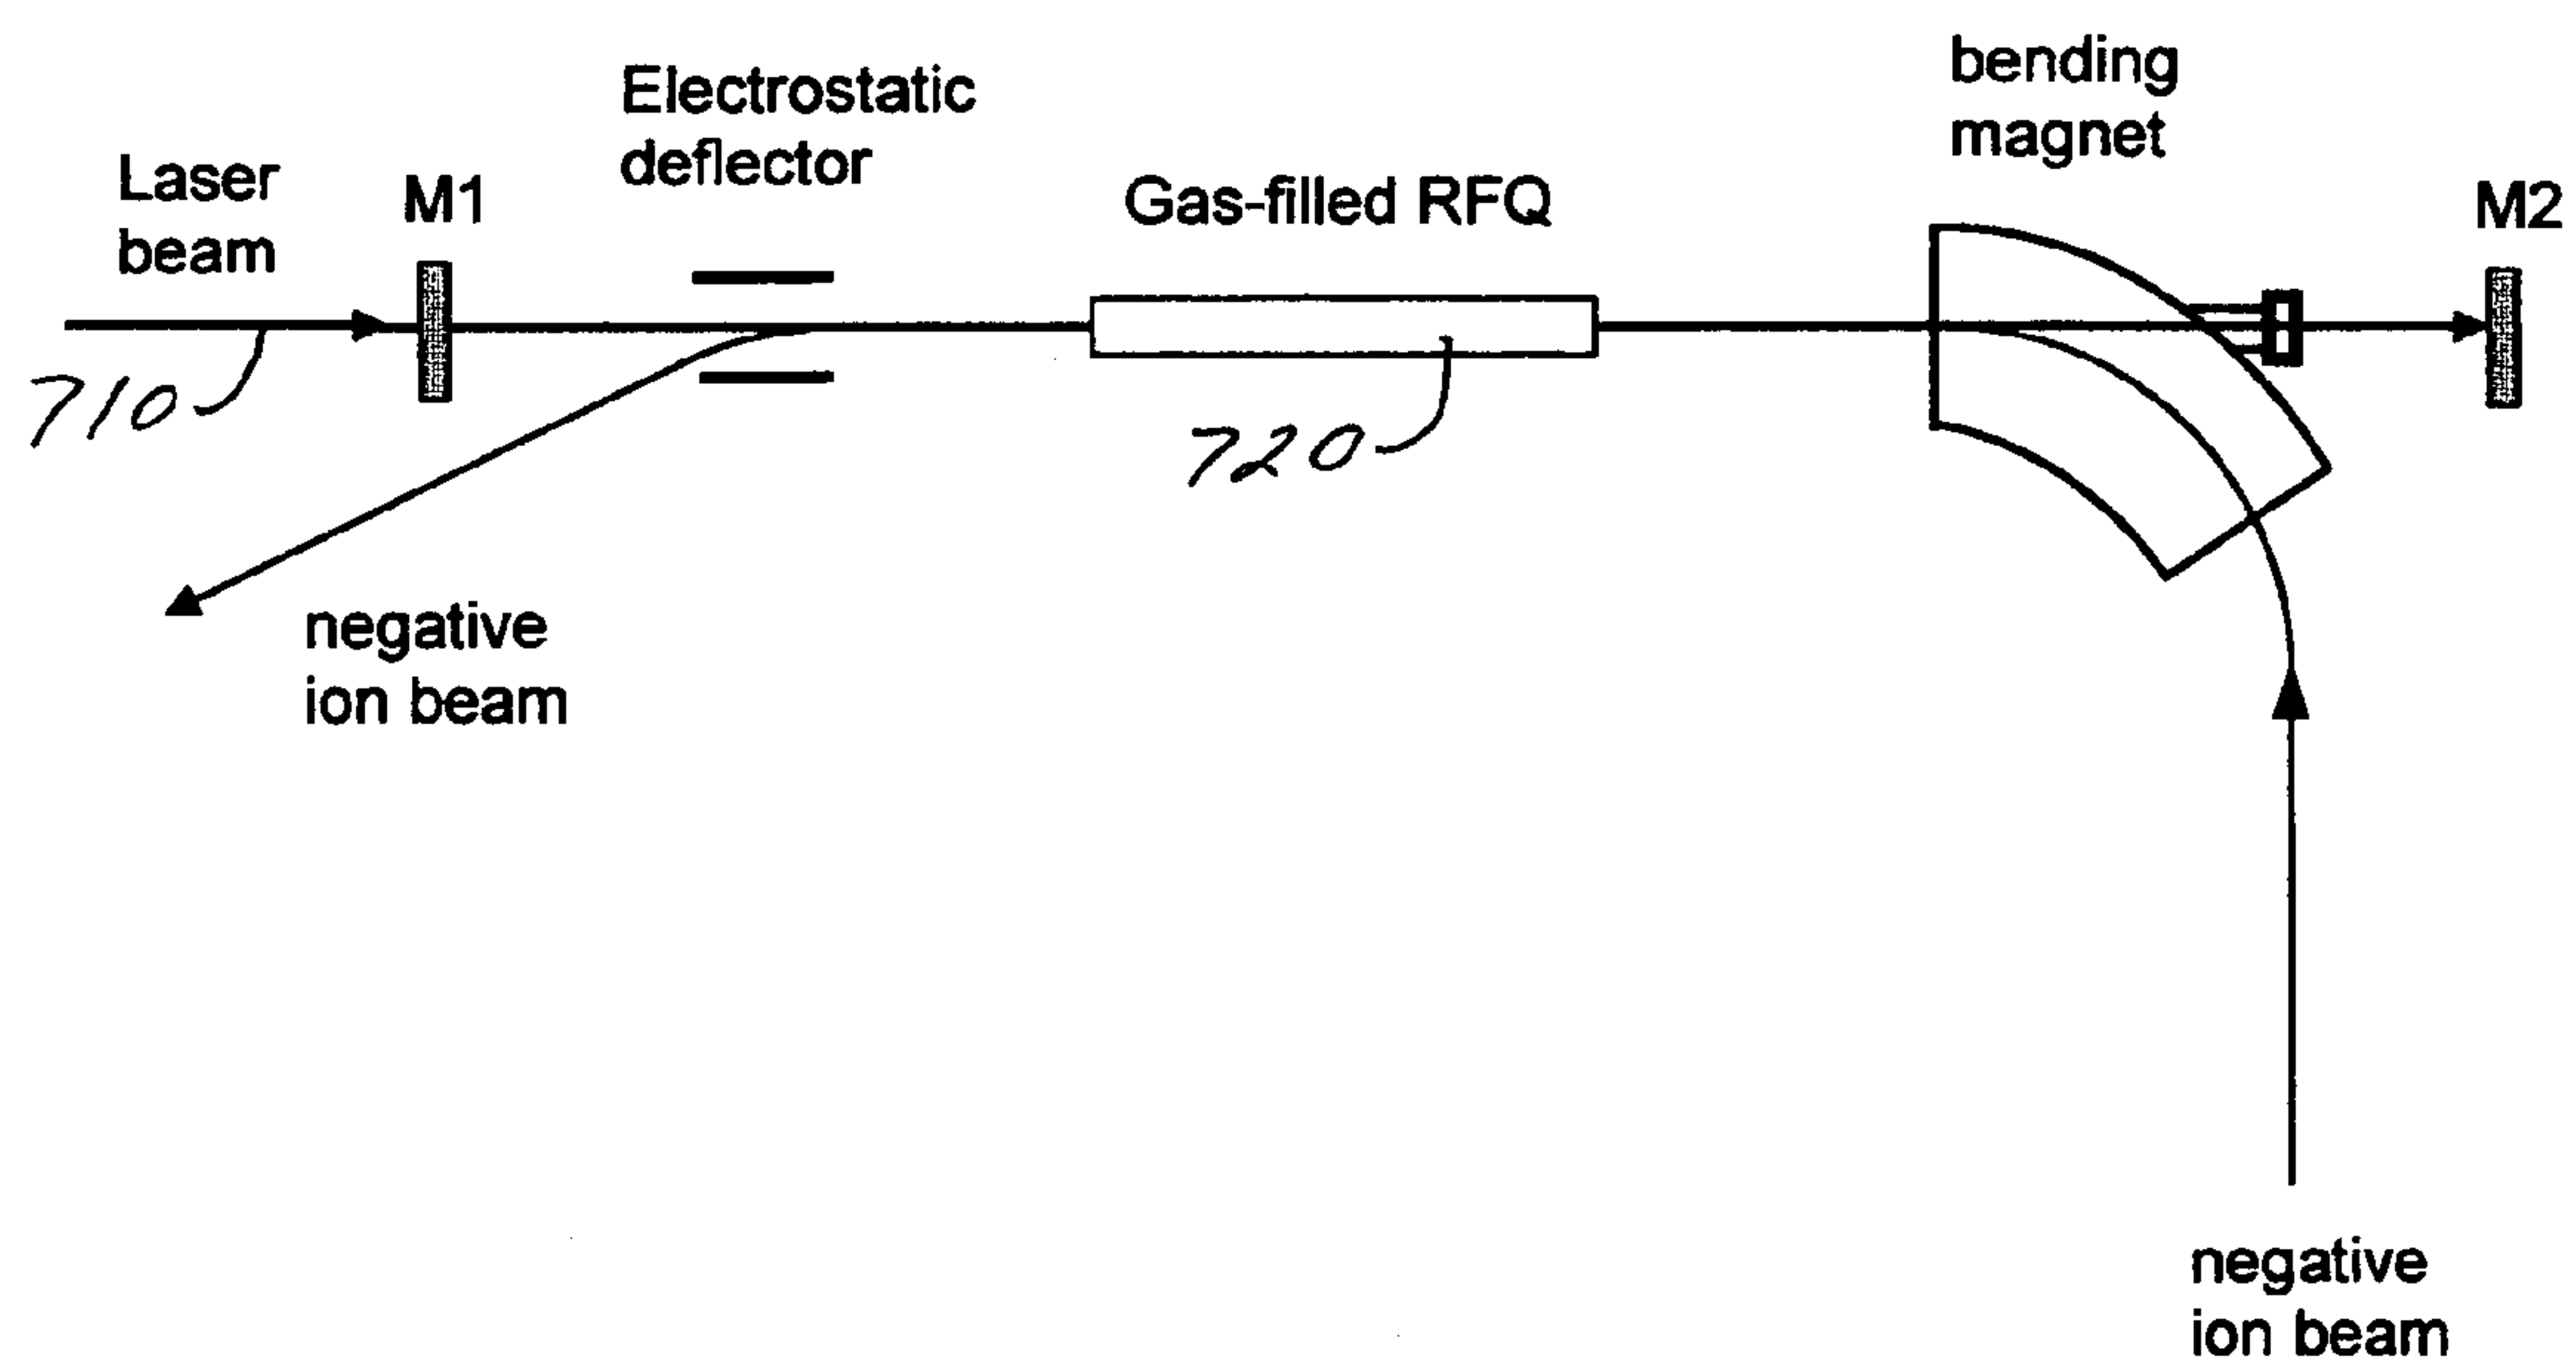 bending
magnet
Electrostatic
deflector
Laser
beam
M1
Gas-filled RFQ
M2
710
720
negative
ion beam
negative
ion beam